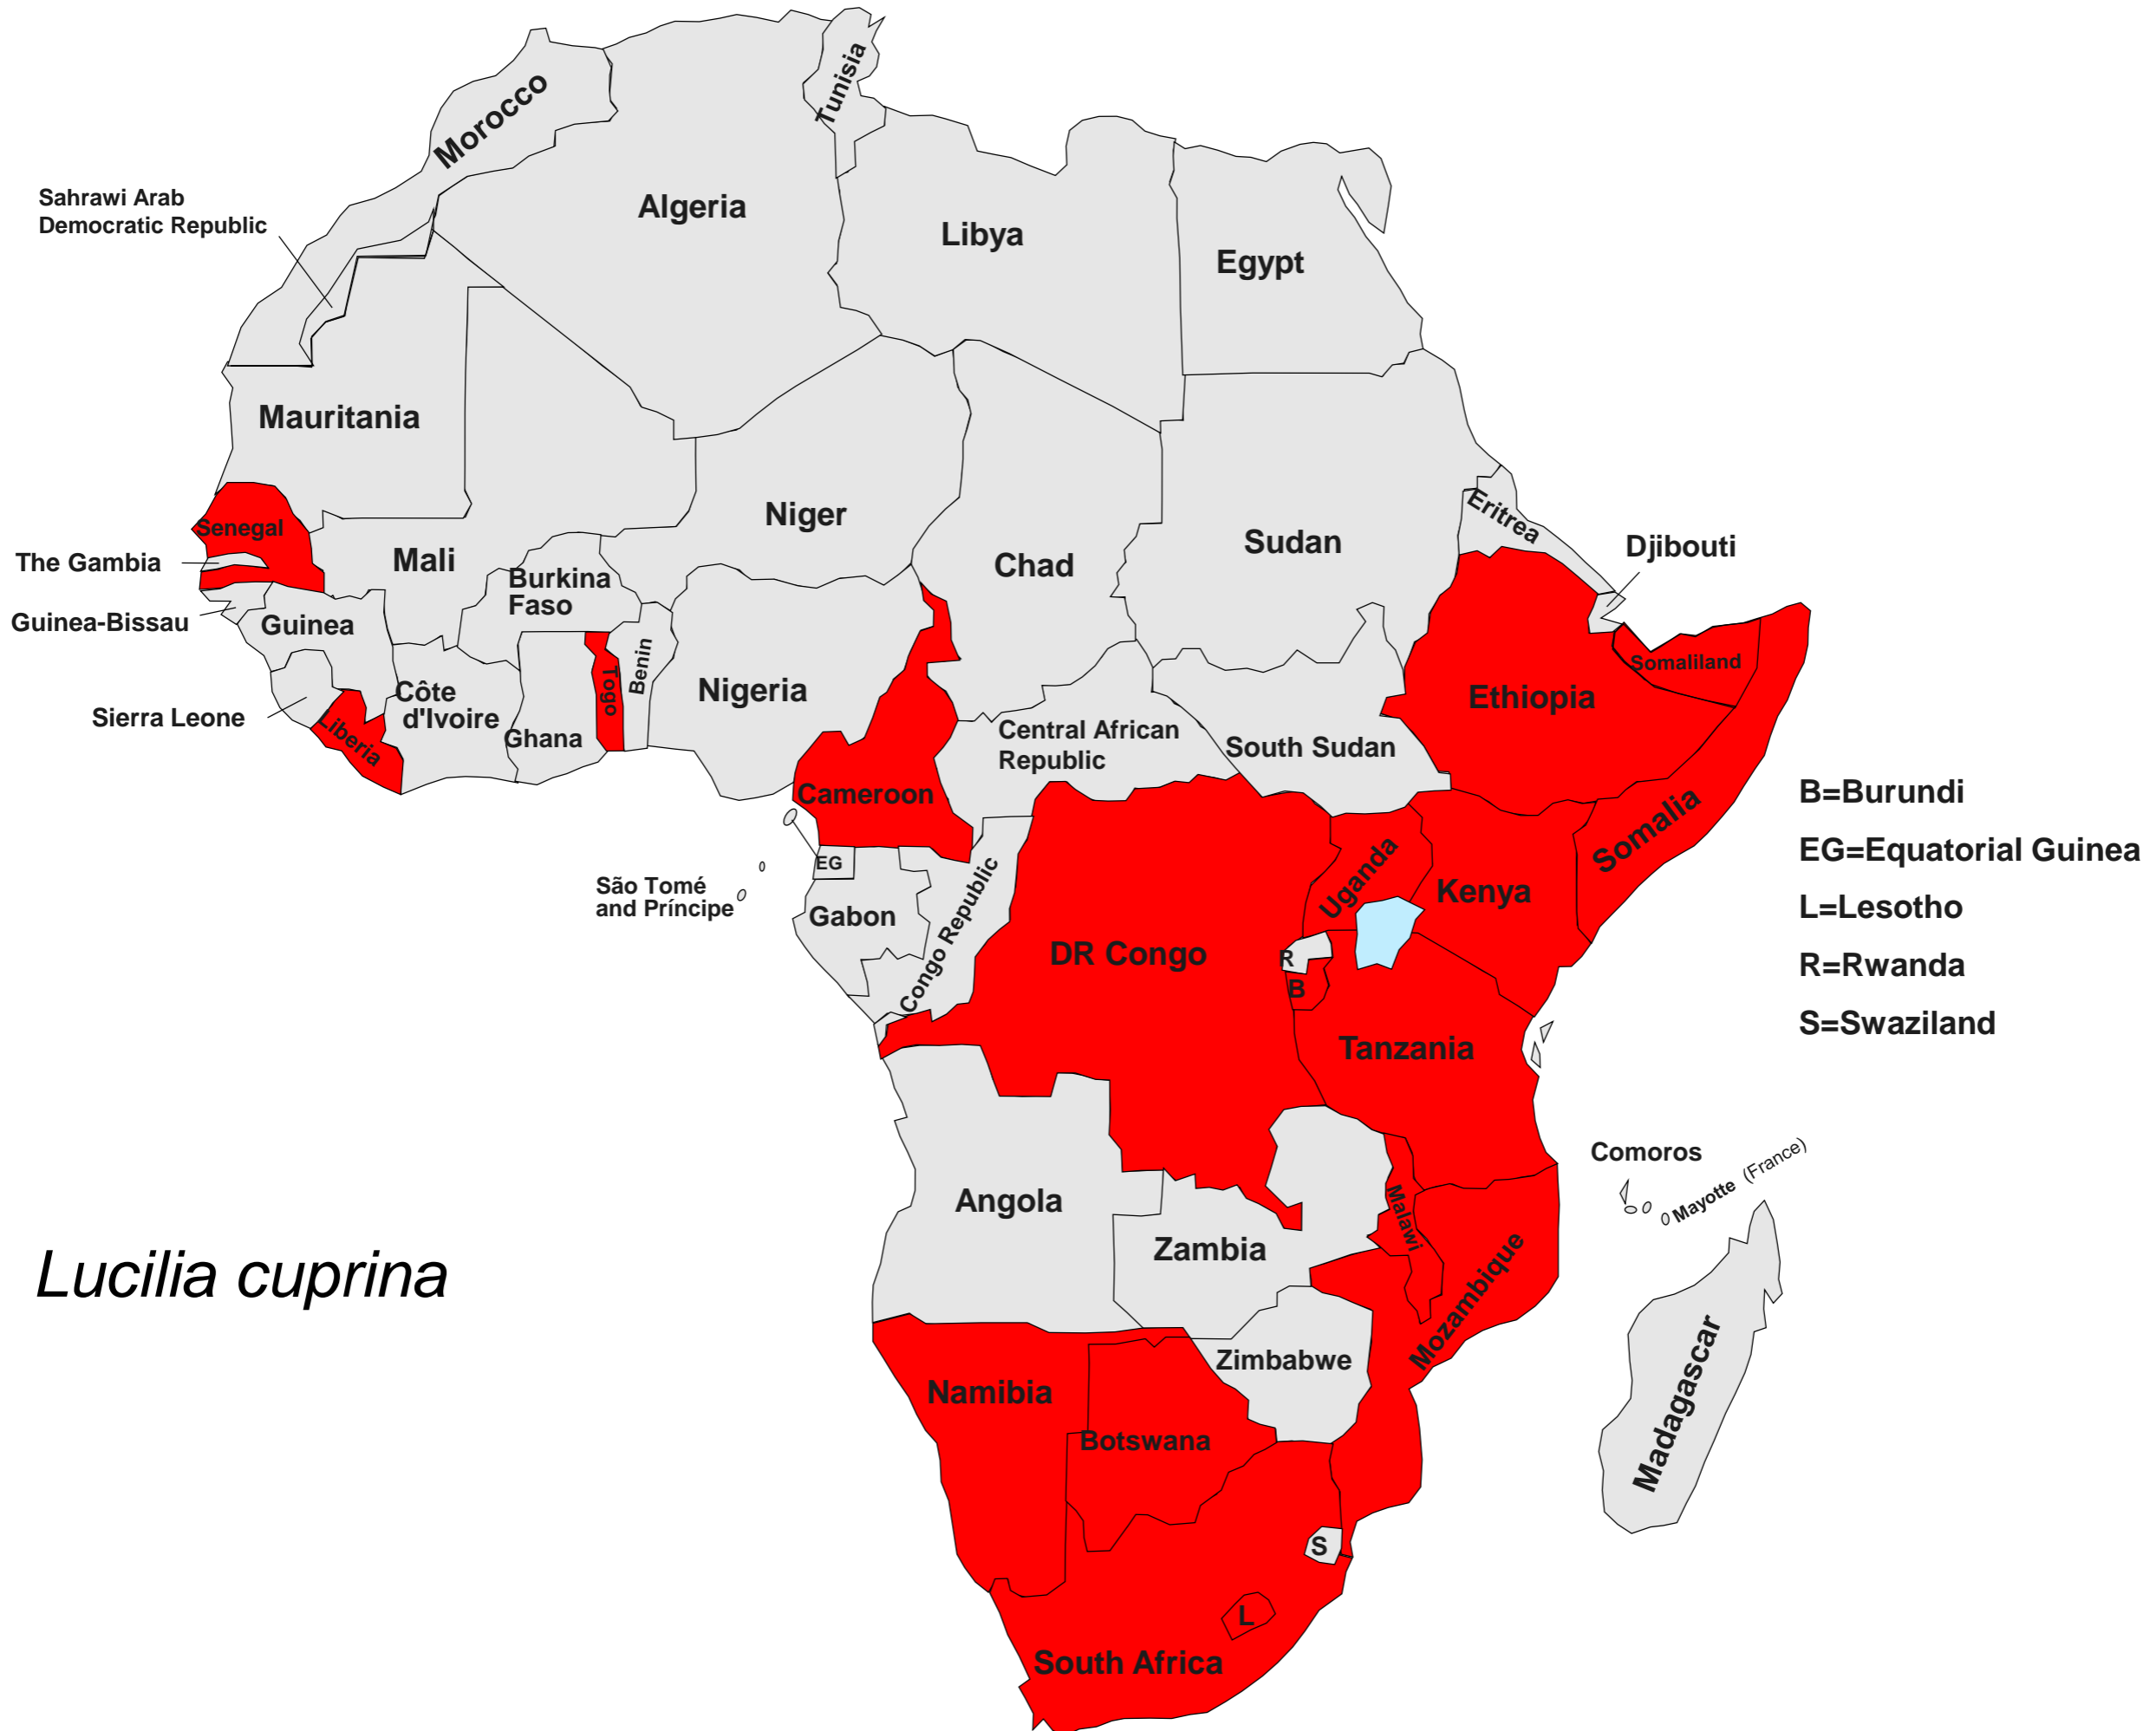 Morocco
Tunisia
Sahrawi Arab
Democratic Republic
Algeria
Libya
Egypt
Mauritania
Senegal
The Gambia
Guinea-Bissau
Guinea
Sierra Leone
Liberia
Mali
Burkina
Faso
Côte
d'Ivoire
Ghana
Togo
Benin
Niger
Nigeria
Chad
Sudan
Eritrea
Djibouti
Somaliland
Ethiopia
Somalia
Central African
Republic
South Sudan
Cameroon
EG
São Tomé
and Príncipe
Gabon
Congo Republic
DR Congo
Uganda
Kenya
R
B
Tanzania
B=Burundi
EG=Equatorial Guinea
L=Lesotho
R=Rwanda
S=Swaziland
Comoros
Mayotte (France)
Angola
Zambia
Malawi
Mozambique
Zimbabwe
Madagascar
Namibia
Botswana
S
L
South Africa
Lucilia cuprina